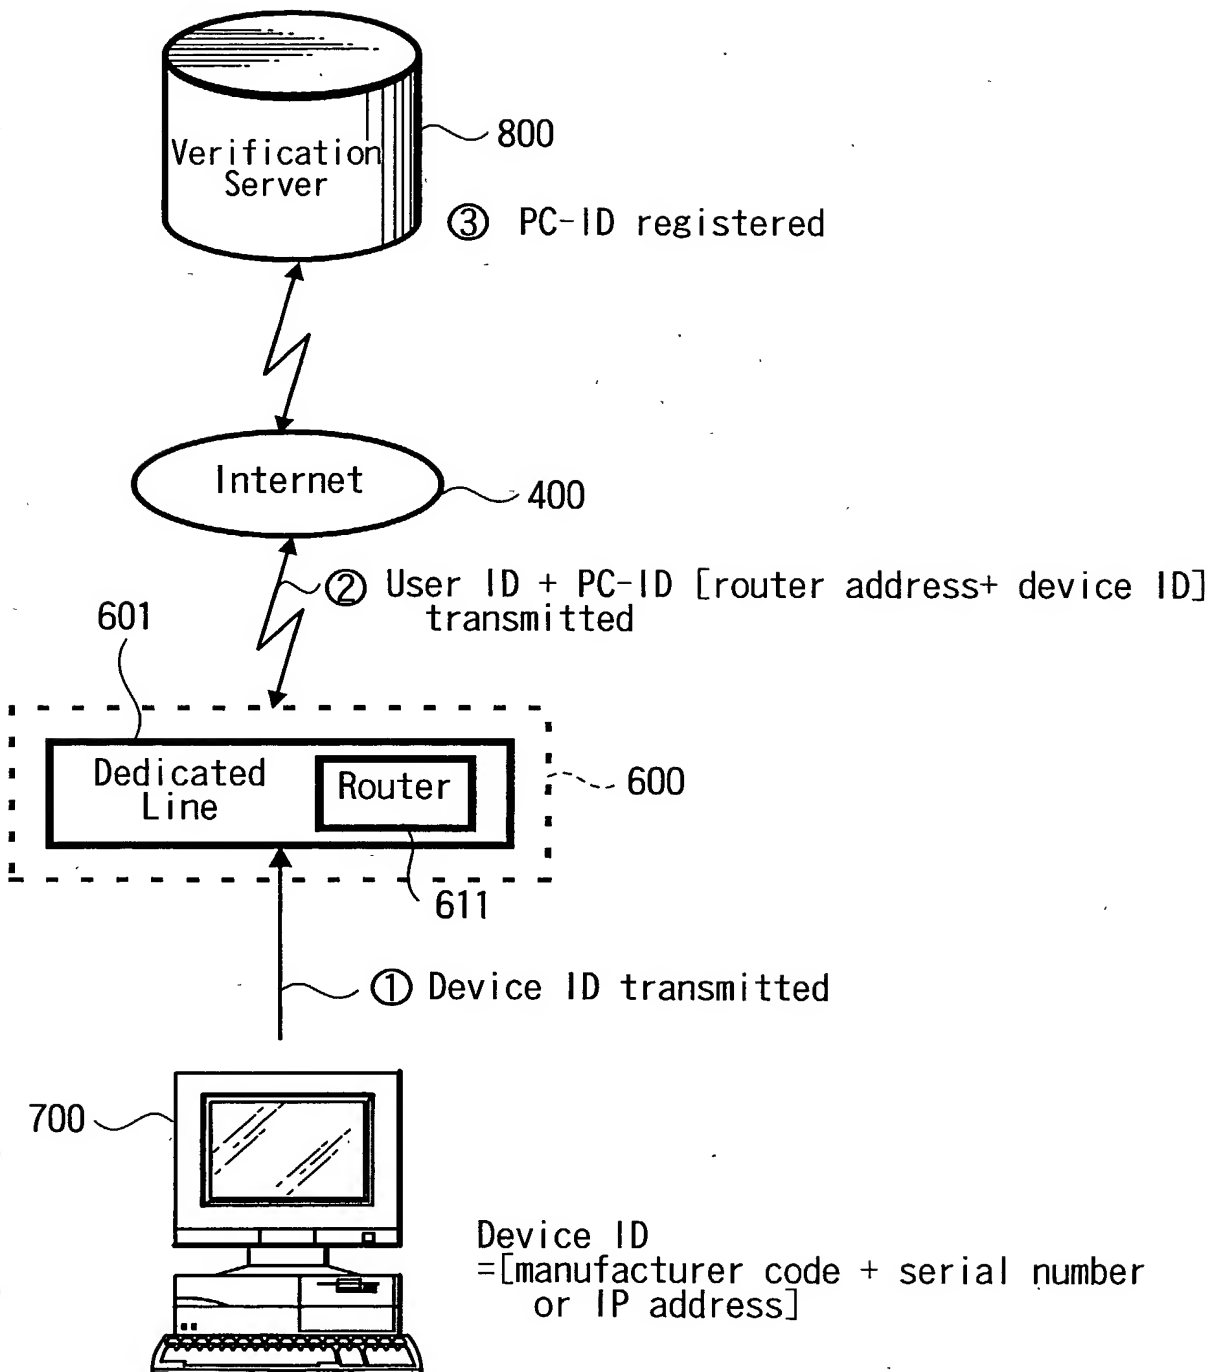 Verification
Server
800
③ PC-ID registered
Internet
400
② User ID + PC-ID [router address+ device ID]
transmitted
601
Dedicated
Line
Router
600
611
① Device ID transmitted
700
Device ID
=[manufacturer code + serial number
or IP address]